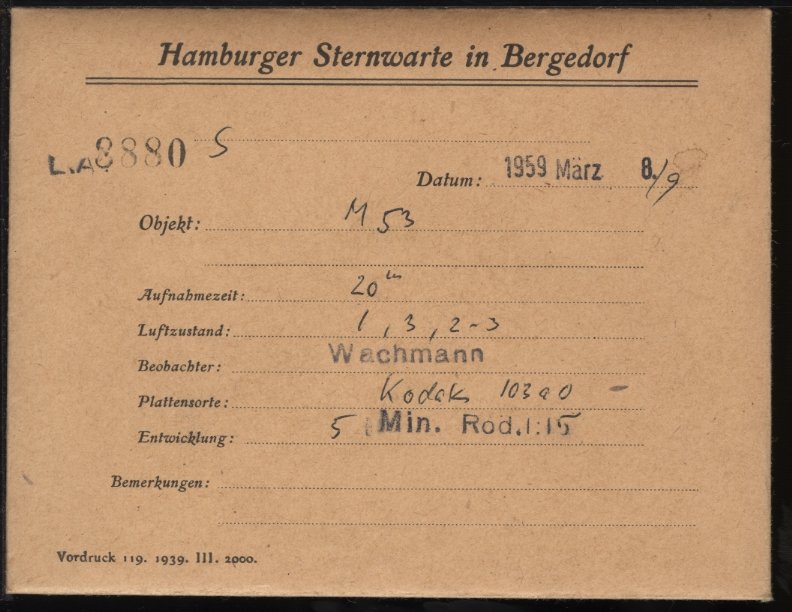 Hamburger Sternwarte in Bergedorf
L.A. 8880 S
Datum: 1959 März 8./9
Objekt: M 53
Aufnahmezeit: 20m
Luftzustand: 1, 3, 2-3
Beobachter: Wachmann
Plattensorte: Kodak 103a0
Entwicklung: 5 Min. Rod. 1:15
Bemerkungen:
Vordruck 119. 1939. III. 2000.